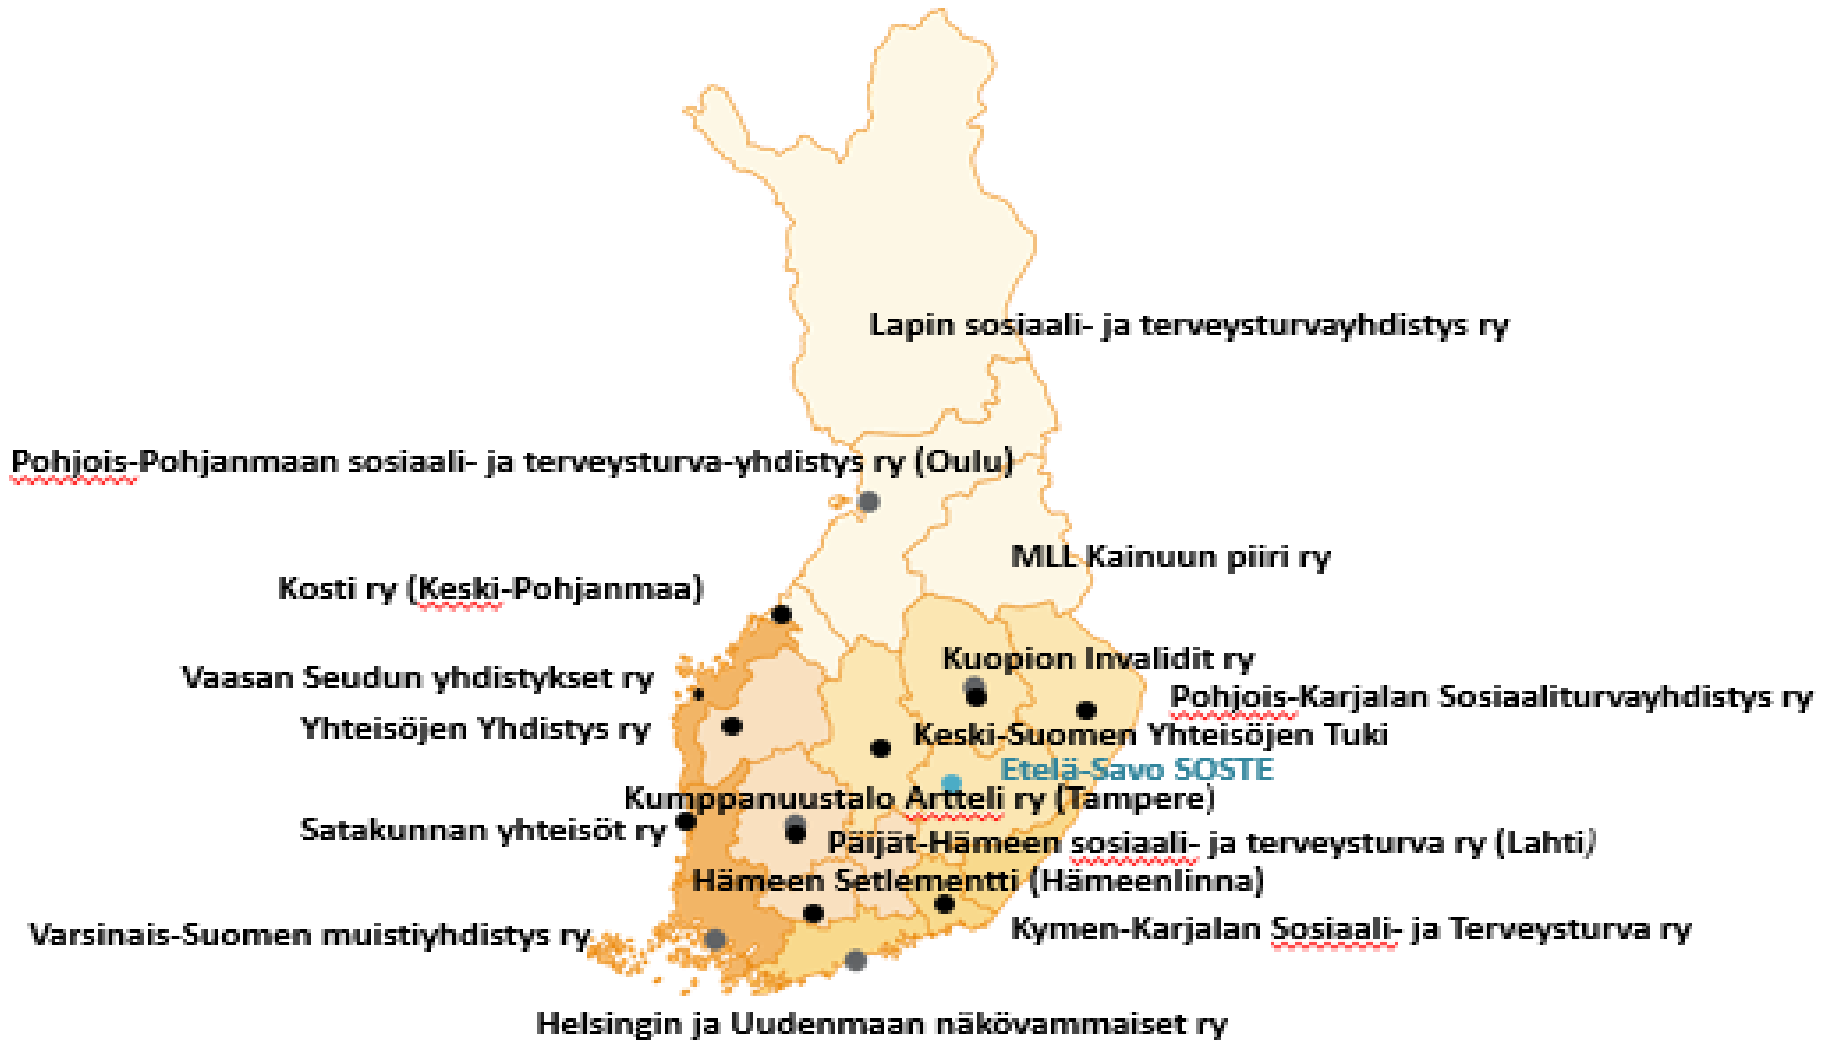 Lapin sosiaali- ja terveysturvayhdistys ry
Pohjois-Pohjanmaan sosiaali- ja terveysturva-yhdistys ry (Oulu)
MLL Kainuun piiri ry
Kosti ry (Keski-Pohjanmaa)
Kuopion Invalidit ry
Vaasan Seudun yhdistykset ry
Pohjois-Karjalan Sosiaaliturvayhdistys ry
Yhteisöjen Yhdistys ry
Keski-Suomen Yhteisöjen Tuki
Etelä-Savo SOSTE
Kumppanuustalo Artteli ry (Tampere)
Satakunnan yhteisöt ry
Päijät-Hämeen sosiaali- ja terveysturva ry (Lahti)
Hämeen Setlementti (Hämeenlinna)
Kymen-Karjalan Sosiaali- ja Terveysturva ry
Varsinais-Suomen muistiyhdistys ry
Helsingin ja Uudenmaan näkövammaiset ry